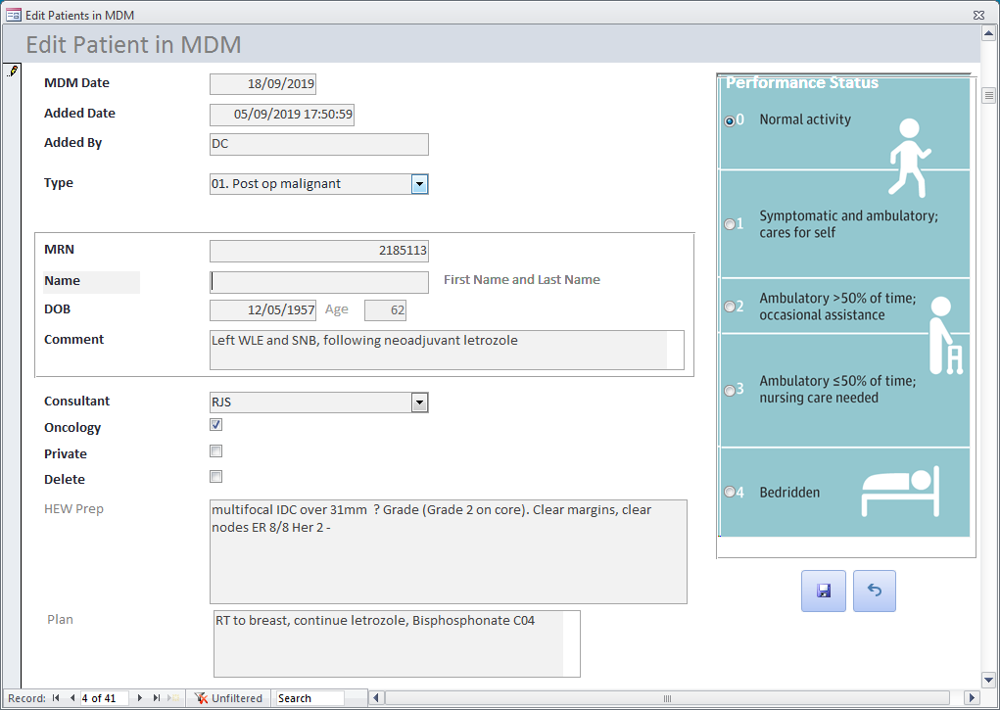 Edit Patients in MDM
Edit Patient in MDM
MDM Date 18/09/2019
Added Date 05/09/2019 17:50:59
Added By DC
Type 01. Post op malignant
MRN 2185113
Name First Name and Last Name
DOB 12/05/1957 Age 62
Comment Left WLE and SNB, following neoadjuvant letrozole
Consultant RJS
Oncology
Private
Delete
HEW Prep multifocal IDC over 31mm ? Grade (Grade 2 on core). Clear margins, clear
nodes ER 8/8 Her 2 -
Plan RT to breast, continue letrozole, Bisphosphonate C04
Performance Status
0 Normal activity
1 Symptomatic and ambulatory;
cares for self
2 Ambulatory >50% of time;
occasional assistance
3 Ambulatory ≤50% of time;
nursing care needed
4 Bedridden
Record: 4 of 41 Unfiltered Search